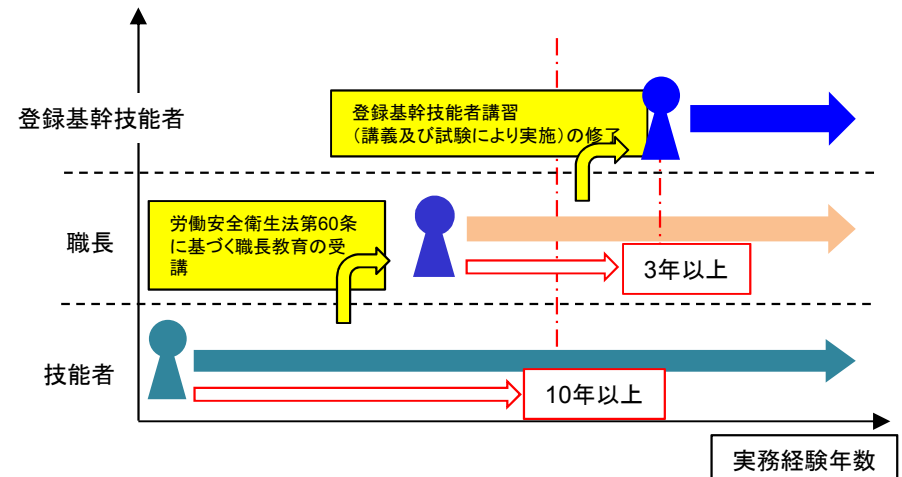 登録基幹技能者
登録基幹技能者講習
(講義及び試験により実施)の修了
職長
労働安全衛生法第60条
に基づく職長教育の受
講
3年以上
技能者
10年以上
実務経験年数